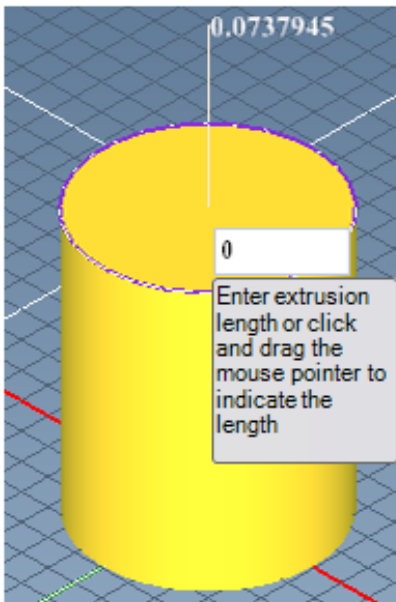 0.0737945
0
Enter extrusion
length or click
and drag the
mouse pointer to
indicate the
length